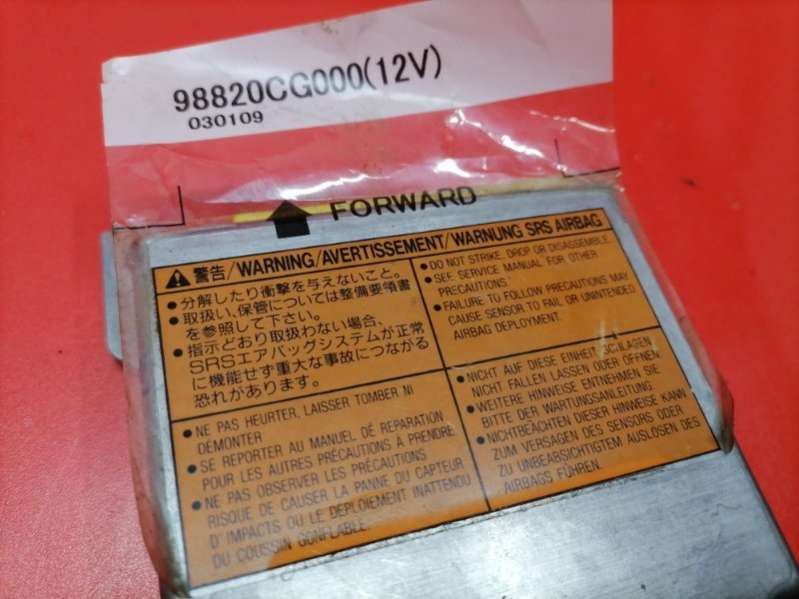 98820CG000(12V)
030109
FORWARD
警告/WARNING/AVERTISSEMENT/WARNUNG SRS AIRBAG
●分解したり衝撃を与えないこと。
●取扱い、保管については整備要領書
を参照して下さい。
●指示どおり取扱わない場合、
SRSエアバッグシステムが正常
に機能せず重大な事故につながる
恐れがあります。
●DO NOT STRIKE, DROP OR DISASSEMBLE.
●SEE SERVICE MANUAL FOR OTHER
PRECAUTIONS.
●FAILURE TO FOLLOW PRECAUTIONS MAY
CAUSE SENSOR TO FAIL OR UNINTENDED
AIRBAG DEPLOYMENT.
●NE PAS HEURTER, LAISSER TOMBER NI
DEMONTER
●SE REPORTER AU MANUEL DE REPARATION
POUR LES AUTRES PRÉCAUTIONS A PRENDRE
●NE PAS OBSERVER LES PRÉCAUTIONS
RISQUE DE CAUSER LA PANNE DU CAPTEUR
D'IMPACTS OU LE DÉPLOIEMENT INATTENDU
DU COUSSIN GONFLABLE.
●NICHT AUF DIESE EINHEIT SCHLAGEN,
NICHT FALLEN LASSEN ODER ÖFFNEN.
●WEITERE HINWEISE ENTNEHMEN SIE
BITTE DER WARTUNGSANLEITUNG.
●NICHTBEACHTEN DIESER HINWEISE KANN
ZUM VERSAGEN DES SENSORS ODER
ZU UNBEABSICHTIGTEM AUSLÖSEN DES
AIRBAGS FÜHREN.